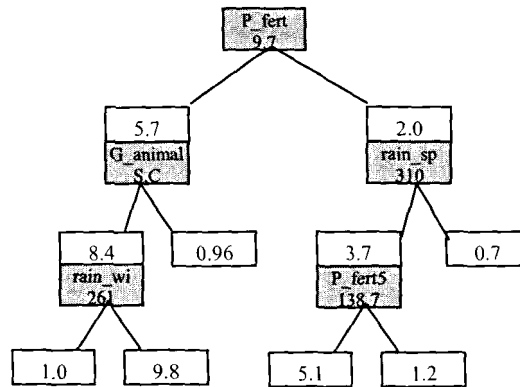 P_fert
9.7
5.7
G_animal
S,C
2.0
rain_sp
310
8.4
rain_wi
261
0.96
3.7
P_fert5
138.7
0.7
1.0
9.8
5.1
1.2